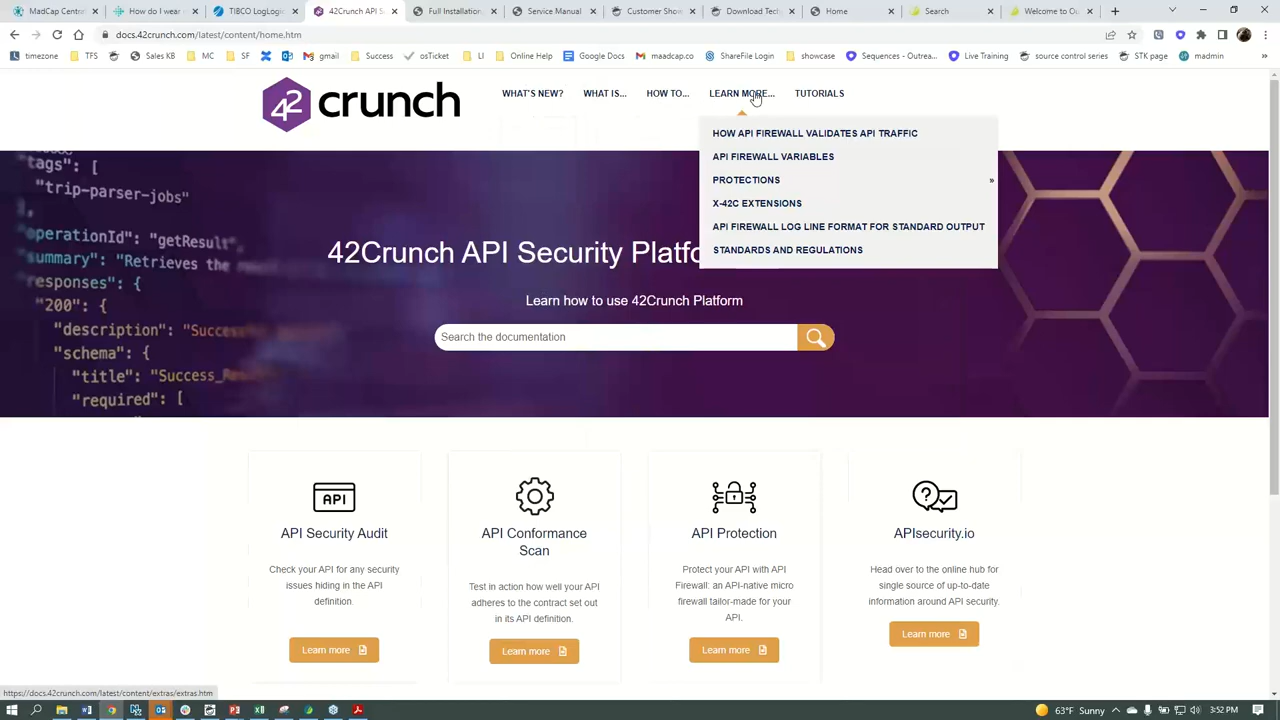 MadCap Central
How do I view
TIBCO LogLogic
42Crunch API S
Full Installation,
Service Manual
Customer Show
Download Tech
Home
Search
Welcome to Cu
docs.42crunch.com/latest/content/home.htm
timezone
TFS
Sales KB
MC
SF
gmail
Success
osTicket
LI
Online Help
Google Docs
maadcap.co
ShareFile Login
showcase
Sequences - Outrea...
Live Training
source control series
STK page
madmin
»
42 crunch
WHAT'S NEW?
WHAT IS...
HOW TO...
LEARN MORE...
TUTORIALS
HOW API FIREWALL VALIDATES API TRAFFIC
API FIREWALL VARIABLES
PROTECTIONS »
X-42C EXTENSIONS
API FIREWALL LOG LINE FORMAT FOR STANDARD OUTPUT
STANDARDS AND REGULATIONS
tags": [
"trip-parser-jobs"
operationId": "getResult
summary": "Retrieves the
responses": {
"200": {
"description": "Success
"schema": {
"title": "Success_Res
"required": [
42Crunch API Security Platfo
Learn how to use 42Crunch Platform
Search the documentation
API
API Security Audit
Check your API for any security
issues hiding in the API
definition.
Learn more
API Conformance
Scan
Test in action how well your API
adheres to the contract set out
in its API definition.
Learn more
API Protection
Protect your API with API
Firewall: an API-native micro
firewall tailor-made for your
API.
Learn more
APIsecurity.io
Head over to the online hub for
single source of up-to-date
information around API security.
Learn more
https://docs.42crunch.com/latest/content/extras/extras.htm
63°F Sunny
3:52 PM